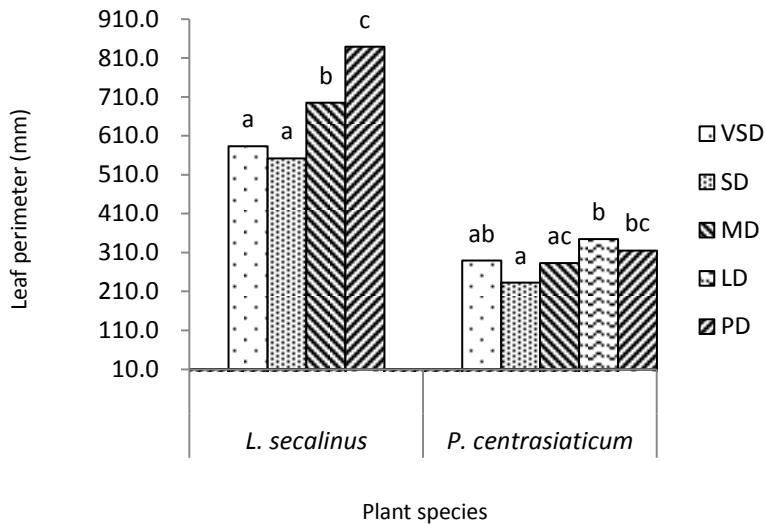 910.0
810.0
710.0
610.0
510.0
410.0
310.0
210.0
110.0
10.0
Leaf perimeter (mm)
a
a
b
c
ab
a
ac
b
bc
L. secalinus
P. centrasiaticum
Plant species
VSD
SD
MD
LD
PD